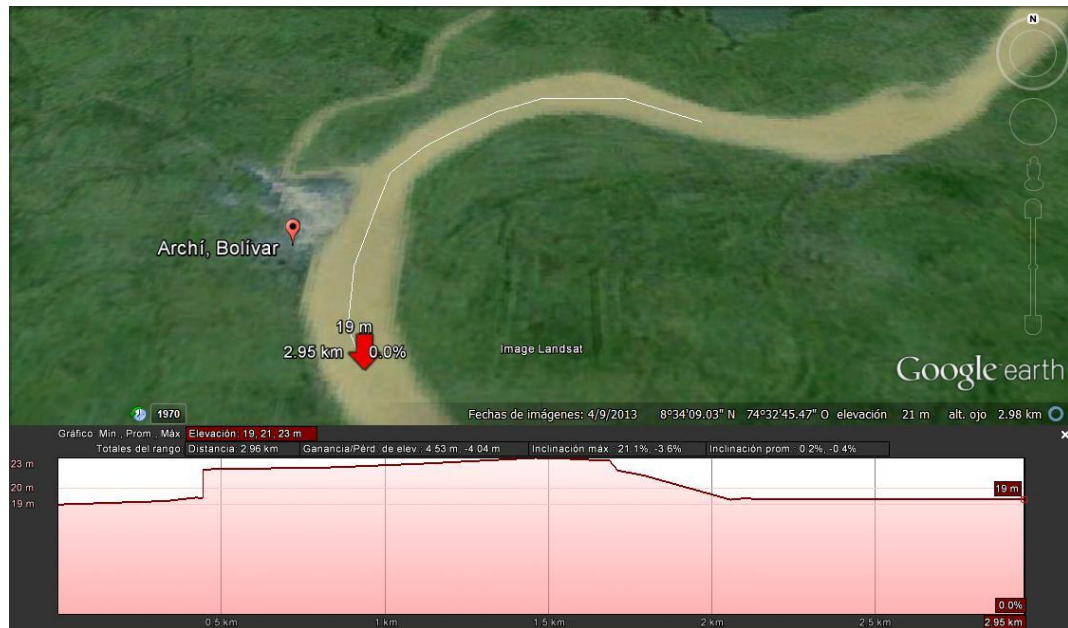 N
Archí, Bolívar
19 m
2.95 km 0.0%
Image Landsat
Google earth
1970
Fechas de imágenes: 4/9/2013 8°34'09.03" N 74°32'45.47" O elevación 21 m alt. ojo 2.98 km
Gráfico: Mín., Prom., Máx. Elevación: 19, 21, 23 m
Totales del rango: Distancia: 2.96 km Ganancia/Pérd. de elev.: 4.53 m, -4.04 m Inclinación máx.: 21.1%, -3.6% Inclinación prom.: 0.2%, -0.4%
23 m
20 m
19 m
19 m
0.0%
0.5 km 1 km 1.5 km 2 km 2.5 km 2.95 km